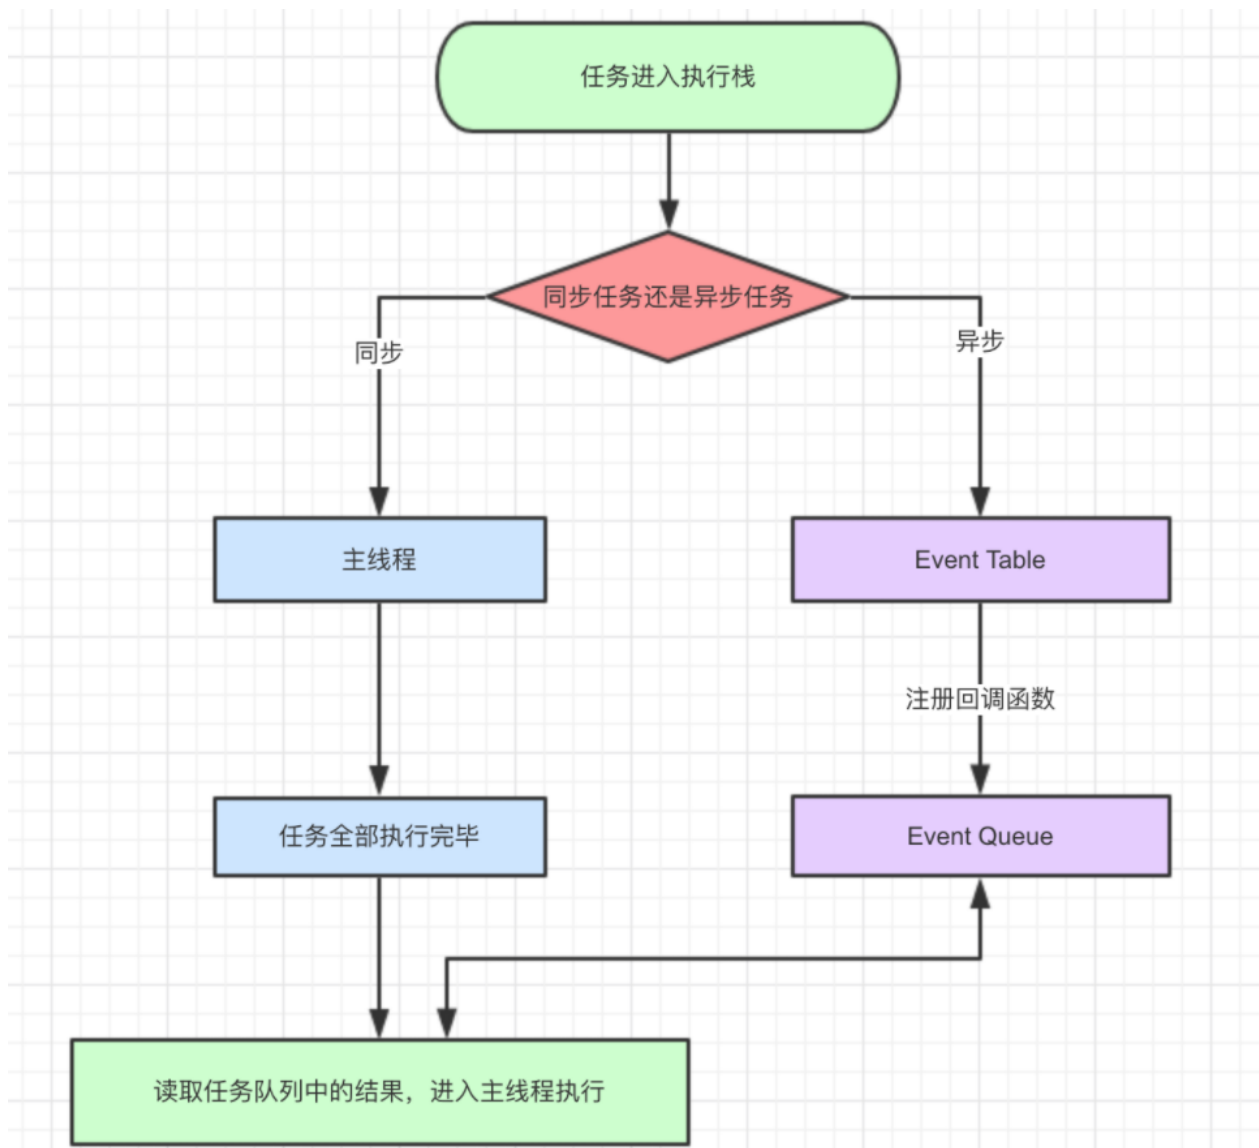 任务进入执行栈
同步任务还是异步任务
同步
异步
主线程
Event Table
注册回调函数
任务全部执行完毕
Event Queue
读取任务队列中的结果，进入主线程执行